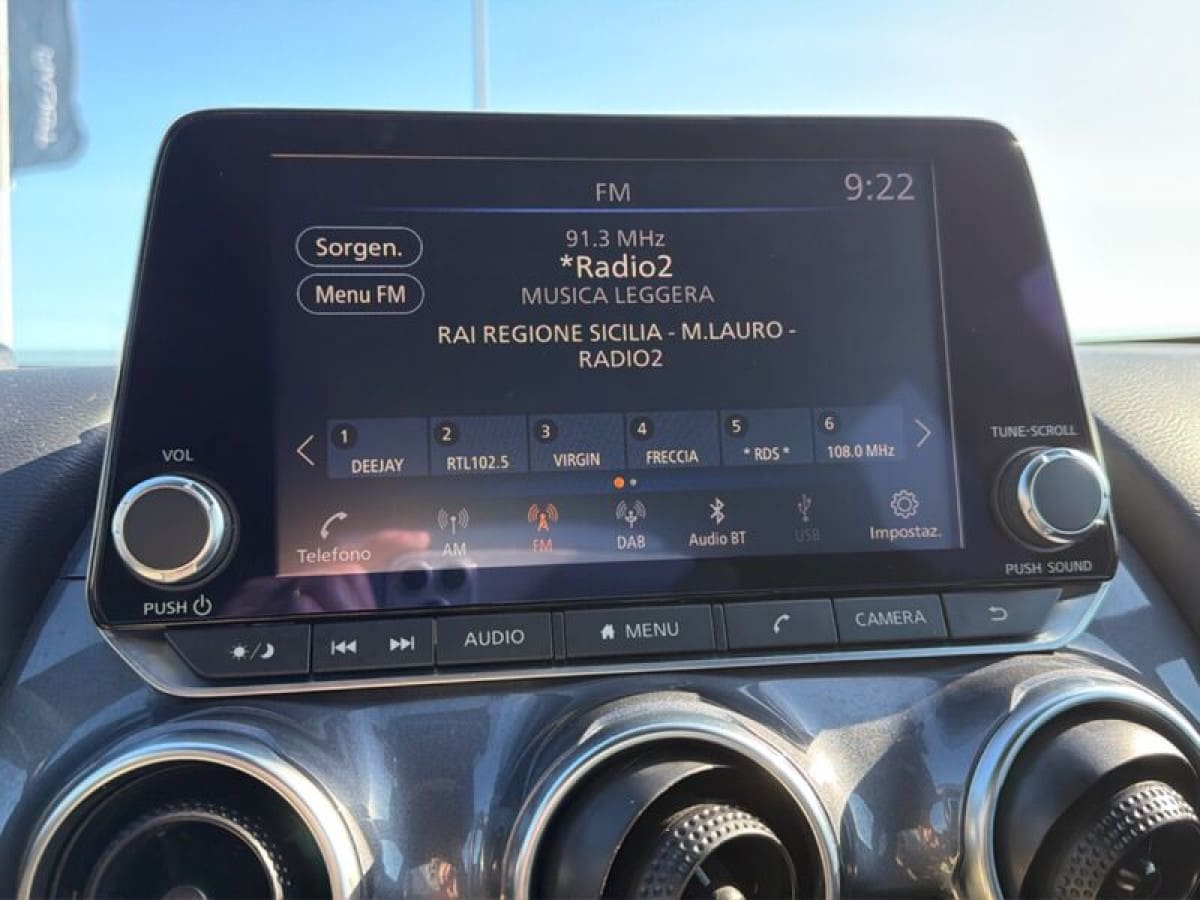 FM
9:22
Sorgen.
Menu FM
91.3 MHz
*Radio2
MUSICA LEGGERA
RAI REGIONE SICILIA - M.LAURO -
RADIO2
1 DEEJAY
2 RTL102.5
3 VIRGIN
4 FRECCIA
5 * RDS *
6 108.0 MHz
Telefono
AM
FM
DAB
Audio BT
USB
Impostaz.
VOL
PUSH
TUNE-SCROLL
PUSH SOUND
AUDIO
MENU
CAMERA